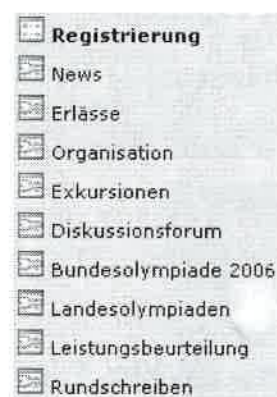 Registrierung
News
Erlässe
Organisation
Exkursionen
Diskussionsforum
Bundesolympiade 2006
Landesolympiaden
Leistungsbeurteilung
Rundschreiben